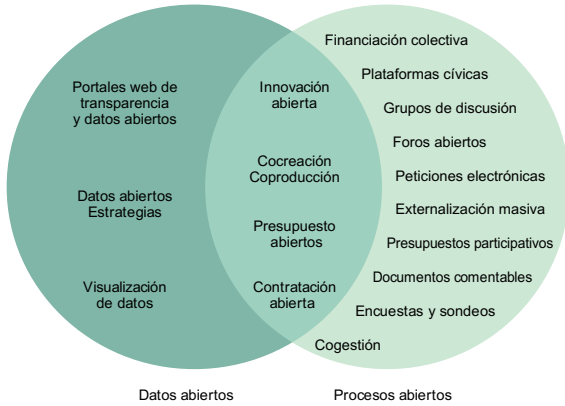 Portales web de
transparencia
y datos abiertos
Datos abiertos
Estrategias
Visualización
de datos
Innovación
abierta
Cocreación
Coproducción
Presupuesto
abiertos
Contratación
abierta
Financiación colectiva
Plataformas cívicas
Grupos de discusión
Foros abiertos
Peticiones electrónicas
Externalización masiva
Presupuestos participativos
Documentos comentables
Encuestas y sondeos
Cogestión
Datos abiertos
Procesos abiertos